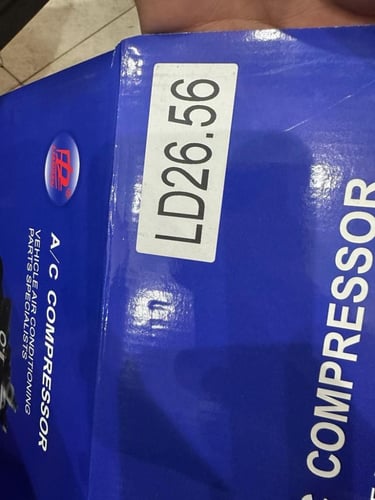 LD26.56
A/C COMPRESSOR
VEHICLE AIR CONDITIONING
PARTS SPECIALISTS
COMPRESSOR